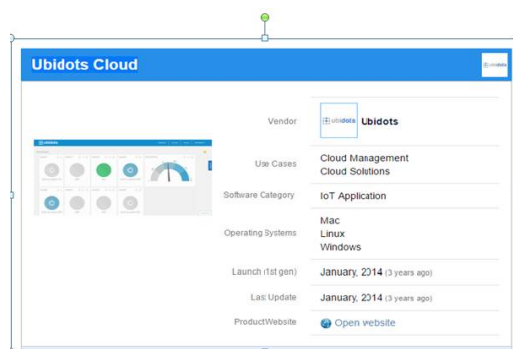 Ubidots Cloud
Vendor
ubidots Ubidots
Use Cases
Cloud Management
Cloud Solutions
Software Category
IoT Application
Operating Systems
Mac
Linux
Windows
Launch (1st gen)
January, 2014 (3 years ago)
Last Update
January, 2014 (3 years ago)
Product Website
Open website